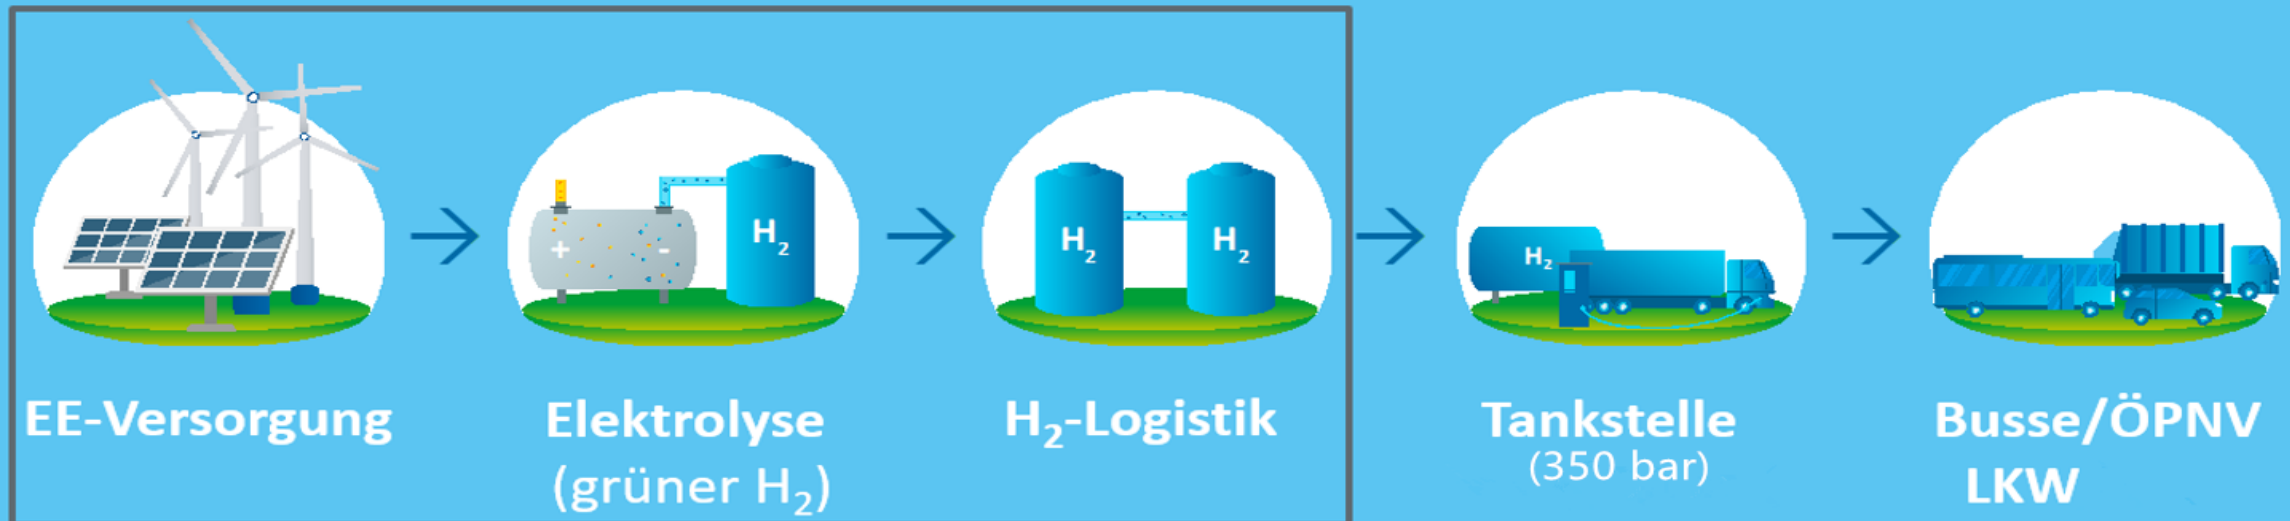 + -
H₂
H₂
H₂
H₂
EE-Versorgung
Elektrolyse
(grüner H₂)
H₂-Logistik
Tankstelle
(350 bar)
Busse/ÖPNV
LKW